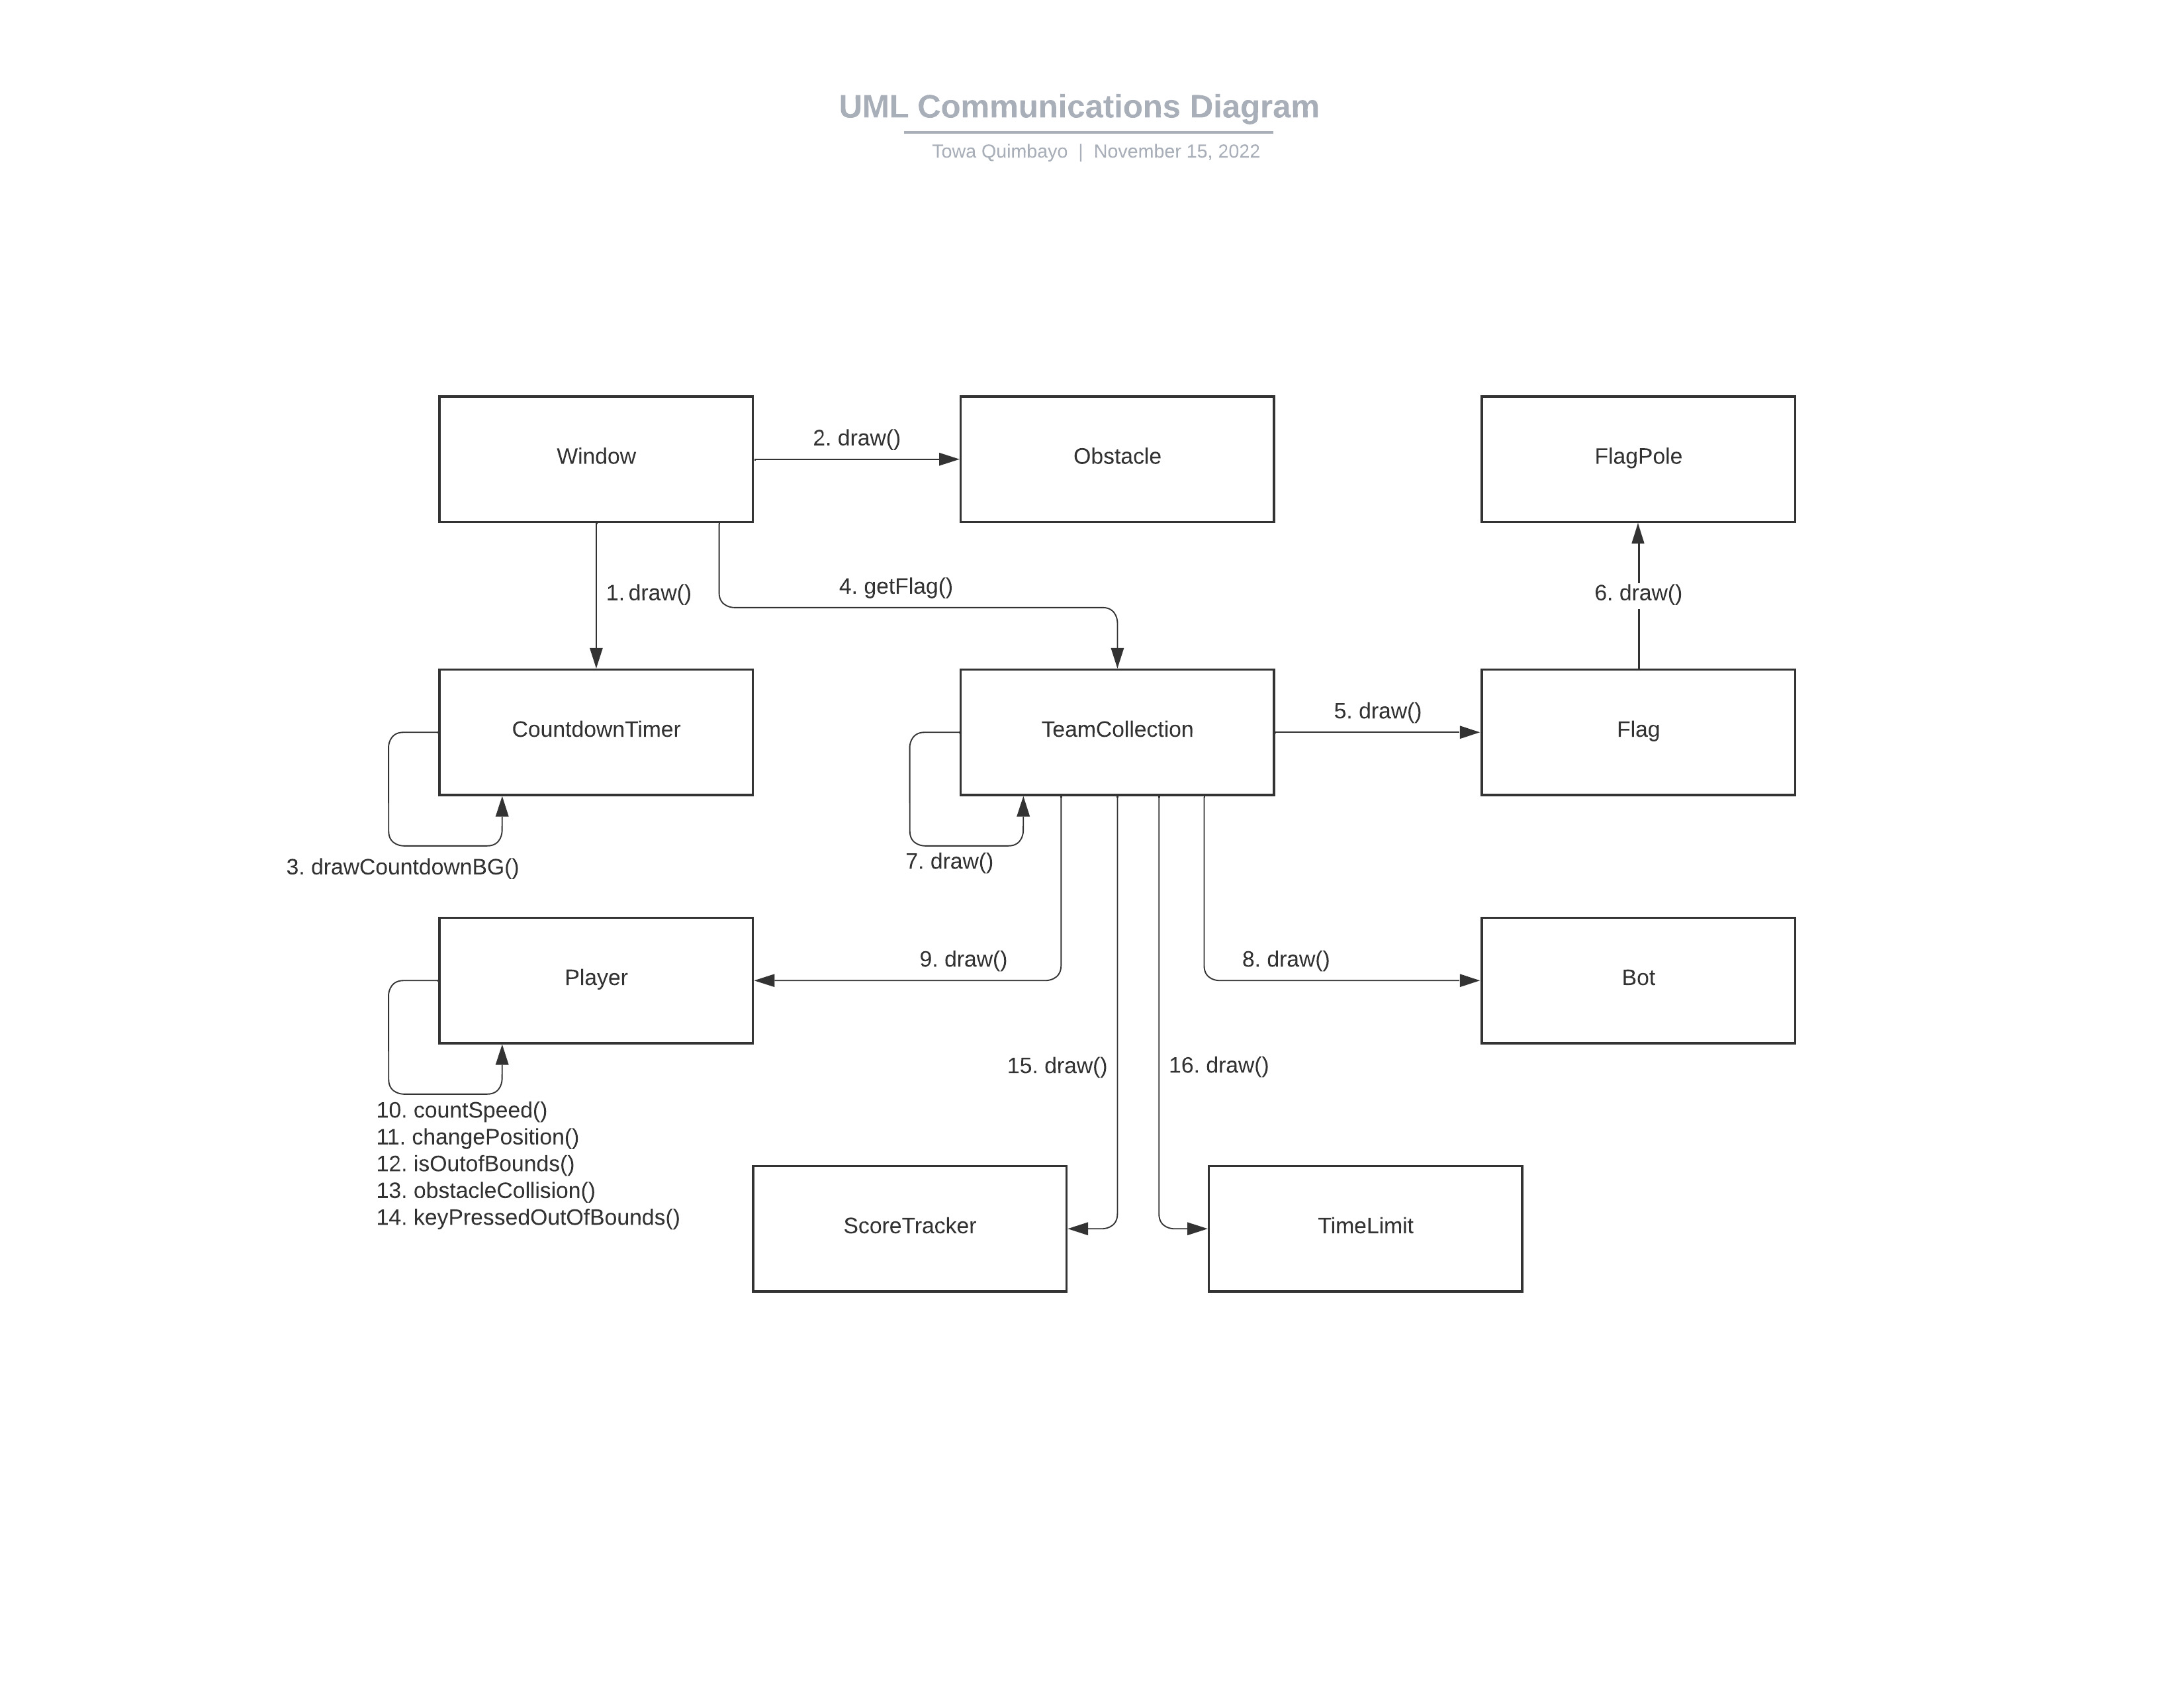 UML Communications Diagram
Towa Quimbayo | November 15, 2022
Window
2. draw()
Obstacle
FlagPole
1. draw()
4. getFlag()
6. draw()
CountdownTimer
TeamCollection
5. draw()
Flag
3. drawCountdownBG()
7. draw()
Player
9. draw()
8. draw()
Bot
15. draw()
16. draw()
10. countSpeed()
11. changePosition()
12. isOutofBounds()
13. obstacleCollision()
14. keyPressedOutOfBounds()
ScoreTracker
TimeLimit